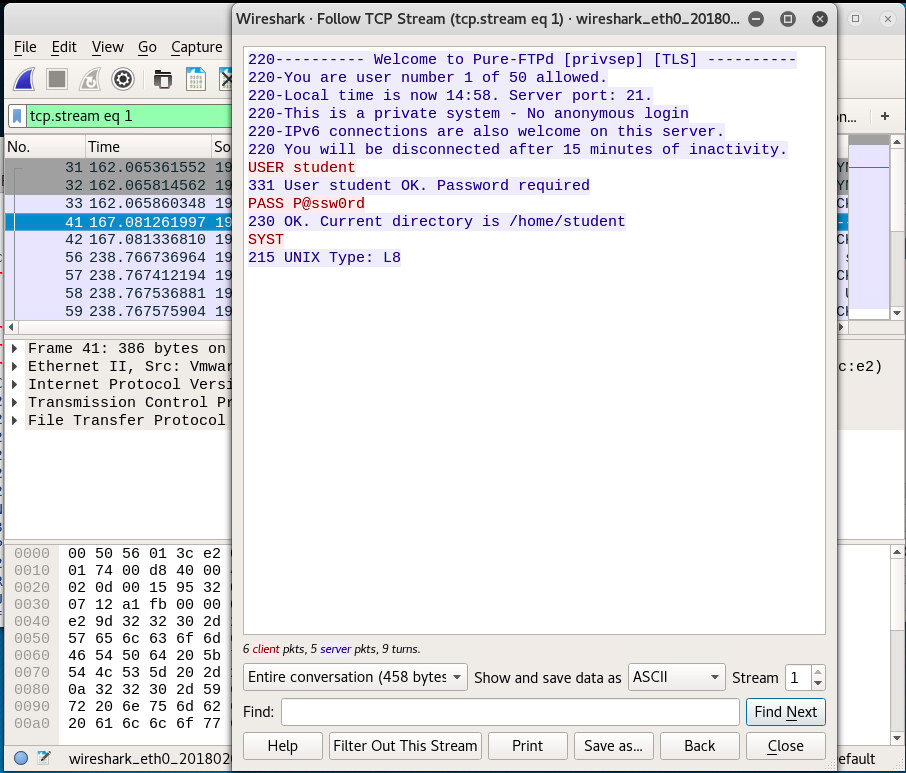 Wireshark · Follow TCP Stream (tcp.stream eq 1) · wireshark_eth0_20180...
File Edit View Go Capture
tcp.stream eq 1
+
No. Time
31 162.065361552 19
32 162.065814562 19
33 162.065860348 19
41 167.081261997 19
42 167.081336810 19
56 238.766736964 19
57 238.767412194 19
58 238.767536881 19
59 238.767575904 19
Frame 41: 386 bytes on
Ethernet II, Src: Vmwar
c:e2)
Internet Protocol Versi
Transmission Control Pr
File Transfer Protocol
0000 00 50 56 01 3c e2
0010 01 74 00 d8 40 00
0020 02 0d 00 15 95 32
0030 07 12 a1 fb 00 00
0040 e2 9d 32 32 30 2d
0050 57 65 6c 63 6f 6d
0060 46 54 50 64 20 5b
0070 54 4c 53 5d 20 2d
0080 0a 32 32 30 2d 59
0090 72 20 6e 75 6d 62
00a0 20 61 6c 6c 6f 77
wireshark_eth0_201802
efault
220---------- Welcome to Pure-FTPd [privsep] [TLS] ----------
220-You are user number 1 of 50 allowed.
220-Local time is now 14:58. Server port: 21.
220-This is a private system - No anonymous login
220-IPv6 connections are also welcome on this server.
220 You will be disconnected after 15 minutes of inactivity.
USER student
331 User student OK. Password required
PASS P@ssw0rd
230 OK. Current directory is /home/student
SYST
215 UNIX Type: L8
6 client pkts, 5 server pkts, 9 turns.
Entire conversation (458 bytes
Show and save data as
ASCII
Stream
1
Find:
Find Next
Help
Filter Out This Stream
Print
Save as...
Back
Close